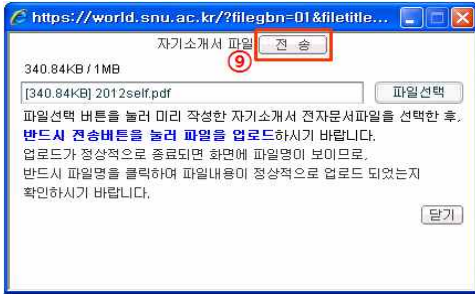 https://world.snu.ac.kr/?filegbn=01&filetitle...
자기소개서 파일 전 송
⑨
340.84KB / 1MB
[340.84KB] 2012self.pdf 파일선택
파일선택 버튼을 눌러 미리 작성한 자기소개서 전자문서파일을 선택한 후,
반드시 전송버튼을 눌러 파일을 업로드하시기 바랍니다.
업로드가 정상적으로 종료되면 화면에 파일명이 보이므로,
반드시 파일명을 클릭하여 파일내용이 정상적으로 업로드 되었는지
확인하시기 바랍니다.
닫기